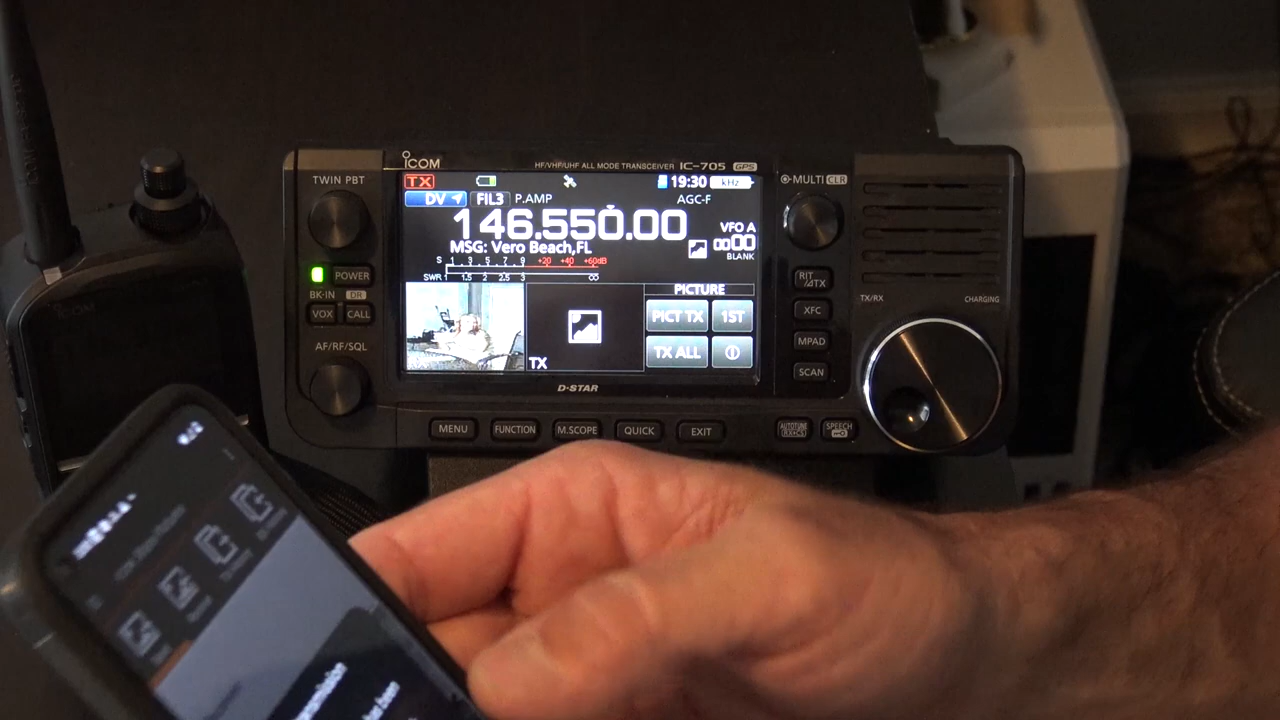 ICOM
HF/VHF/UHF ALL MODE TRANSCEIVER IC-705 GPS
TWIN PBT
MULTI CLR
TX 19:30 kHz
DV FIL3 P.AMP AGC-F
146.550.00
VFO A
00 00
BLANK
MSG: Vero Beach,FL
S 1 3 5 7 9 +20 +40 +60dB
SWR 1 1.5 2 2.5 3 ∞
PICTURE
PICT TX 1ST
TX ALL
TX
D-STAR
POWER
BK-IN DR
VOX CALL
AF/RF/SQL
RIT/⊿TX
XFC
MPAD
SCAN
TX/RX CHARGING
MENU FUNCTION M.SCOPE QUICK EXIT
AUTOTUNE
RX→CS
SPEECH